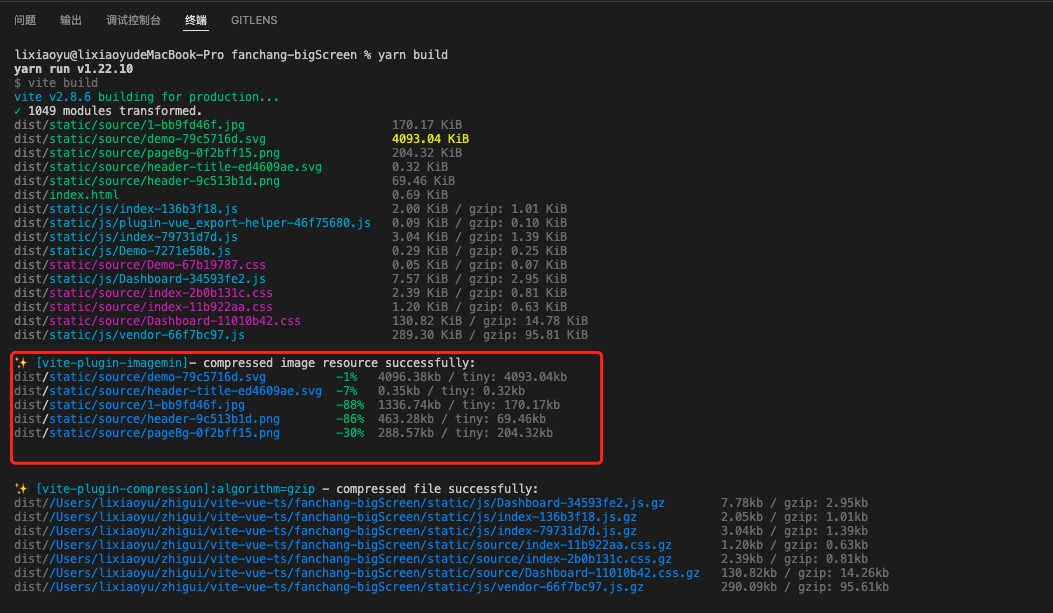 问题 输出 调试控制台 终端 GITLENS
lixiaoyu@lixiaoyudeMacBook-Pro fanchang-bigScreen % yarn build
yarn run v1.22.10
$ vite build
vite v2.8.6 building for production...
✓ 1049 modules transformed.
dist/static/source/1-bb9fd46f.jpg 170.17 KiB
dist/static/source/demo-79c5716d.svg 4093.04 KiB
dist/static/source/pageBg-0f2bff15.png 204.32 KiB
dist/static/source/header-title-ed4609ae.svg 0.32 KiB
dist/static/source/header-9c513b1d.png 69.46 KiB
dist/index.html 0.69 KiB
dist/static/js/index-136b3f18.js 2.00 KiB / gzip: 1.01 KiB
dist/static/js/plugin-vue_export-helper-46f75680.js 0.09 KiB / gzip: 0.10 KiB
dist/static/js/index-79731d7d.js 3.04 KiB / gzip: 1.39 KiB
dist/static/js/Demo-7271e58b.js 0.29 KiB / gzip: 0.25 KiB
dist/static/source/Demo-67b19787.css 0.05 KiB / gzip: 0.07 KiB
dist/static/js/Dashboard-34593fe2.js 7.57 KiB / gzip: 2.95 KiB
dist/static/source/index-2b0b131c.css 2.39 KiB / gzip: 0.81 KiB
dist/static/source/index-11b922aa.css 1.20 KiB / gzip: 0.63 KiB
dist/static/source/Dashboard-11010b42.css 130.82 KiB / gzip: 14.78 KiB
dist/static/js/vendor-66f7bc97.js 289.30 KiB / gzip: 95.81 KiB
✨ [vite-plugin-imagemin]- compressed image resource successfully:
dist/static/source/demo-79c5716d.svg -1% 4096.38kb / tiny: 4093.04kb
dist/static/source/header-title-ed4609ae.svg -7% 0.35kb / tiny: 0.32kb
dist/static/source/1-bb9fd46f.jpg -88% 1336.74kb / tiny: 170.17kb
dist/static/source/header-9c513b1d.png -86% 463.28kb / tiny: 69.46kb
dist/static/source/pageBg-0f2bff15.png -30% 288.57kb / tiny: 204.32kb
✨ [vite-plugin-compression]:algorithm=gzip - compressed file successfully:
dist//Users/lixiaoyu/zhigui/vite-vue-ts/fanchang-bigScreen/static/js/Dashboard-34593fe2.js.gz 7.78kb / gzip: 2.95kb
dist//Users/lixiaoyu/zhigui/vite-vue-ts/fanchang-bigScreen/static/js/index-136b3f18.js.gz 2.05kb / gzip: 1.01kb
dist//Users/lixiaoyu/zhigui/vite-vue-ts/fanchang-bigScreen/static/js/index-79731d7d.js.gz 3.04kb / gzip: 1.39kb
dist//Users/lixiaoyu/zhigui/vite-vue-ts/fanchang-bigScreen/static/source/index-11b922aa.css.gz 1.20kb / gzip: 0.63kb
dist//Users/lixiaoyu/zhigui/vite-vue-ts/fanchang-bigScreen/static/source/index-2b0b131c.css.gz 2.39kb / gzip: 0.81kb
dist//Users/lixiaoyu/zhigui/vite-vue-ts/fanchang-bigScreen/static/source/Dashboard-11010b42.css.gz 130.82kb / gzip: 14.26kb
dist//Users/lixiaoyu/zhigui/vite-vue-ts/fanchang-bigScreen/static/js/vendor-66f7bc97.js.gz 290.09kb / gzip: 95.61kb